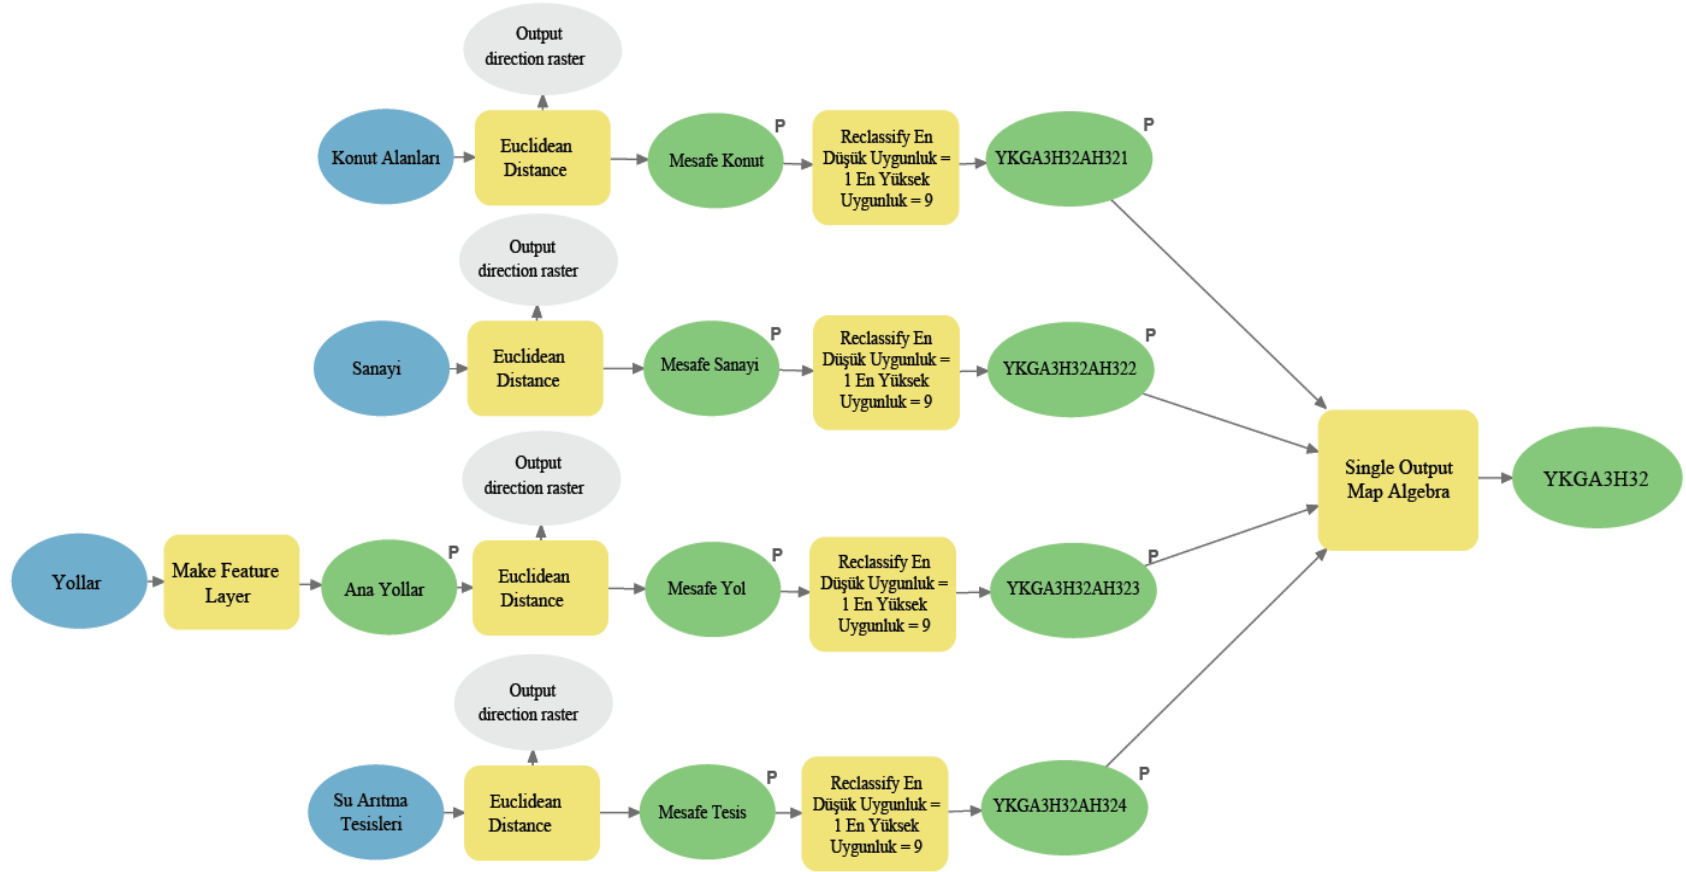 Output
direction raster
Konut Alanları
Euclidean
Distance
Mesafe Konut
P
Reclassify En
Düşük Uygunluk =
1 En Yüksek
Uygunluk = 9
YKGA3H32AH321
P
Output
direction raster
Sanayi
Euclidean
Distance
Mesafe Sanayi
P
Reclassify En
Düşük Uygunluk =
1 En Yüksek
Uygunluk = 9
YKGA3H32AH322
P
Output
direction raster
Yollar
Make Feature
Layer
Ana Yollar
P
Euclidean
Distance
Mesafe Yol
P
Reclassify En
Düşük Uygunluk =
1 En Yüksek
Uygunluk = 9
YKGA3H32AH323
P
Output
direction raster
Su Arıtma
Tesisleri
Euclidean
Distance
Mesafe Tesis
P
Reclassify En
Düşük Uygunluk =
1 En Yüksek
Uygunluk = 9
YKGA3H32AH324
P
Single Output
Map Algebra
YKGA3H32